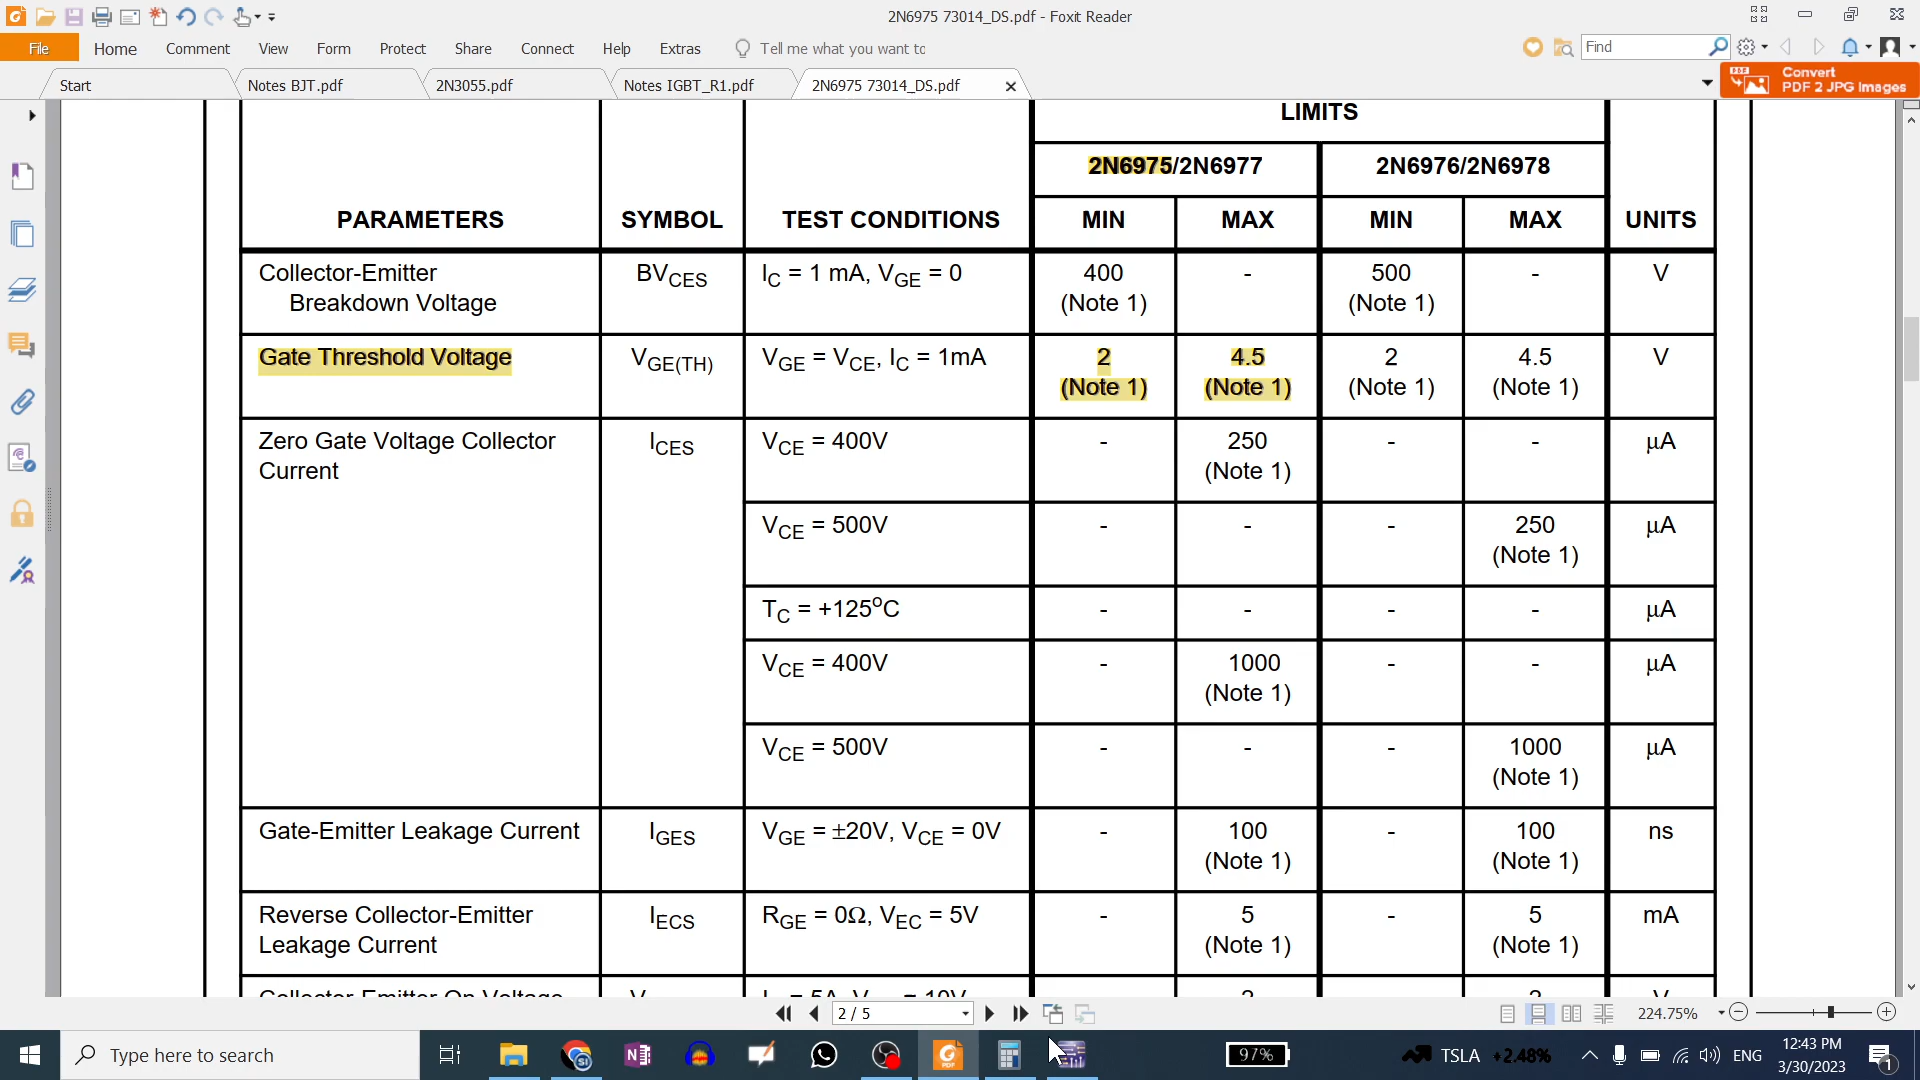 2N6975 73014_DS.pdf - Foxit Reader
File Home Comment View Form Protect Share Connect Help Extras Tell me what you want to Find
Start Notes BJT.pdf 2N3055.pdf Notes IGBT_R1.pdf 2N6975 73014_DS.pdf
Convert
PDF 2 JPG Images
LIMITS
2N6975/2N6977 2N6976/2N6978
PARAMETERS SYMBOL TEST CONDITIONS MIN MAX MIN MAX UNITS
Collector-Emitter BVCES IC = 1 mA, VGE = 0 400 - 500 - V
Breakdown Voltage (Note 1) (Note 1)
Gate Threshold Voltage VGE(TH) VGE = VCE, IC = 1mA 2 4.5 2 4.5 V
(Note 1) (Note 1) (Note 1) (Note 1)
Zero Gate Voltage Collector ICES VCE = 400V - 250 - - µA
Current (Note 1)
VCE = 500V - - - 250 µA
(Note 1)
TC = +125oC - - - - µA
VCE = 400V - 1000 - - µA
(Note 1)
VCE = 500V - - - 1000 µA
(Note 1)
Gate-Emitter Leakage Current IGES VGE = ±20V, VCE = 0V - 100 - 100 ns
(Note 1) (Note 1)
Reverse Collector-Emitter IECS RGE = 0Ω, VEC = 5V - 5 - 5 mA
Leakage Current (Note 1) (Note 1)
2 / 5 224.75%
Type here to search 97% TSLA +2.48% ENG 12:43 PM
3/30/2023 1